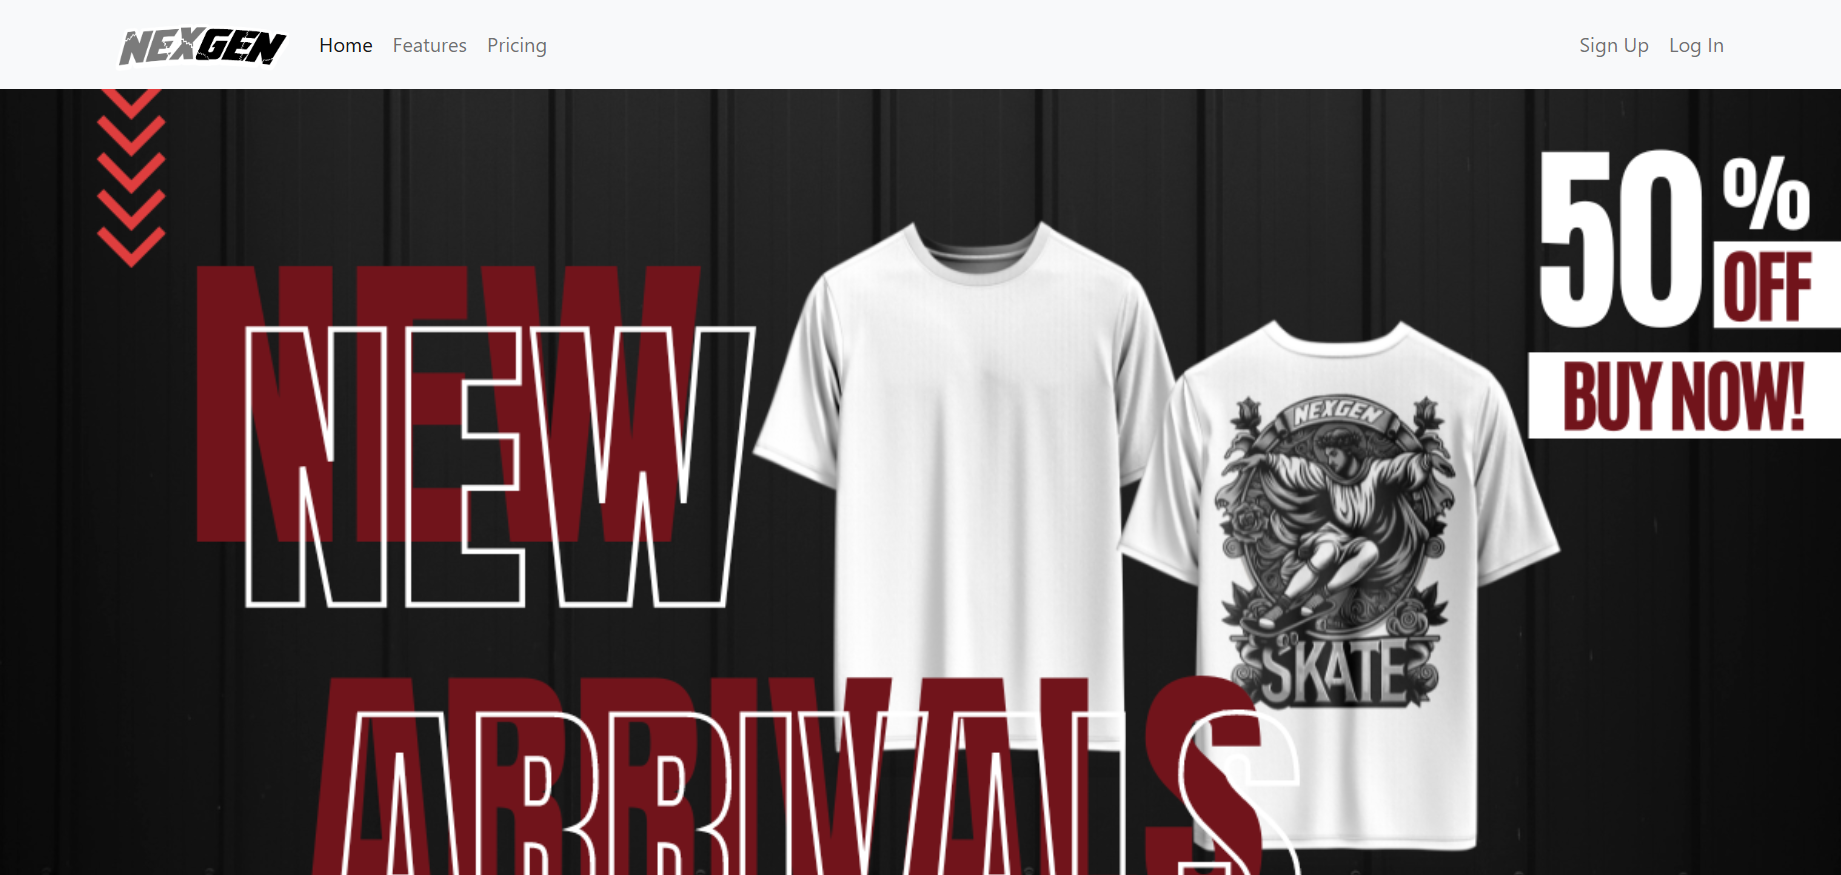 NEXGEN
Home Features Pricing
Sign Up Log In
50%
OFF
BUY NOW!
NEW
NEW
NEXGEN
SKATE
ARRIVALS
ARRIVALS